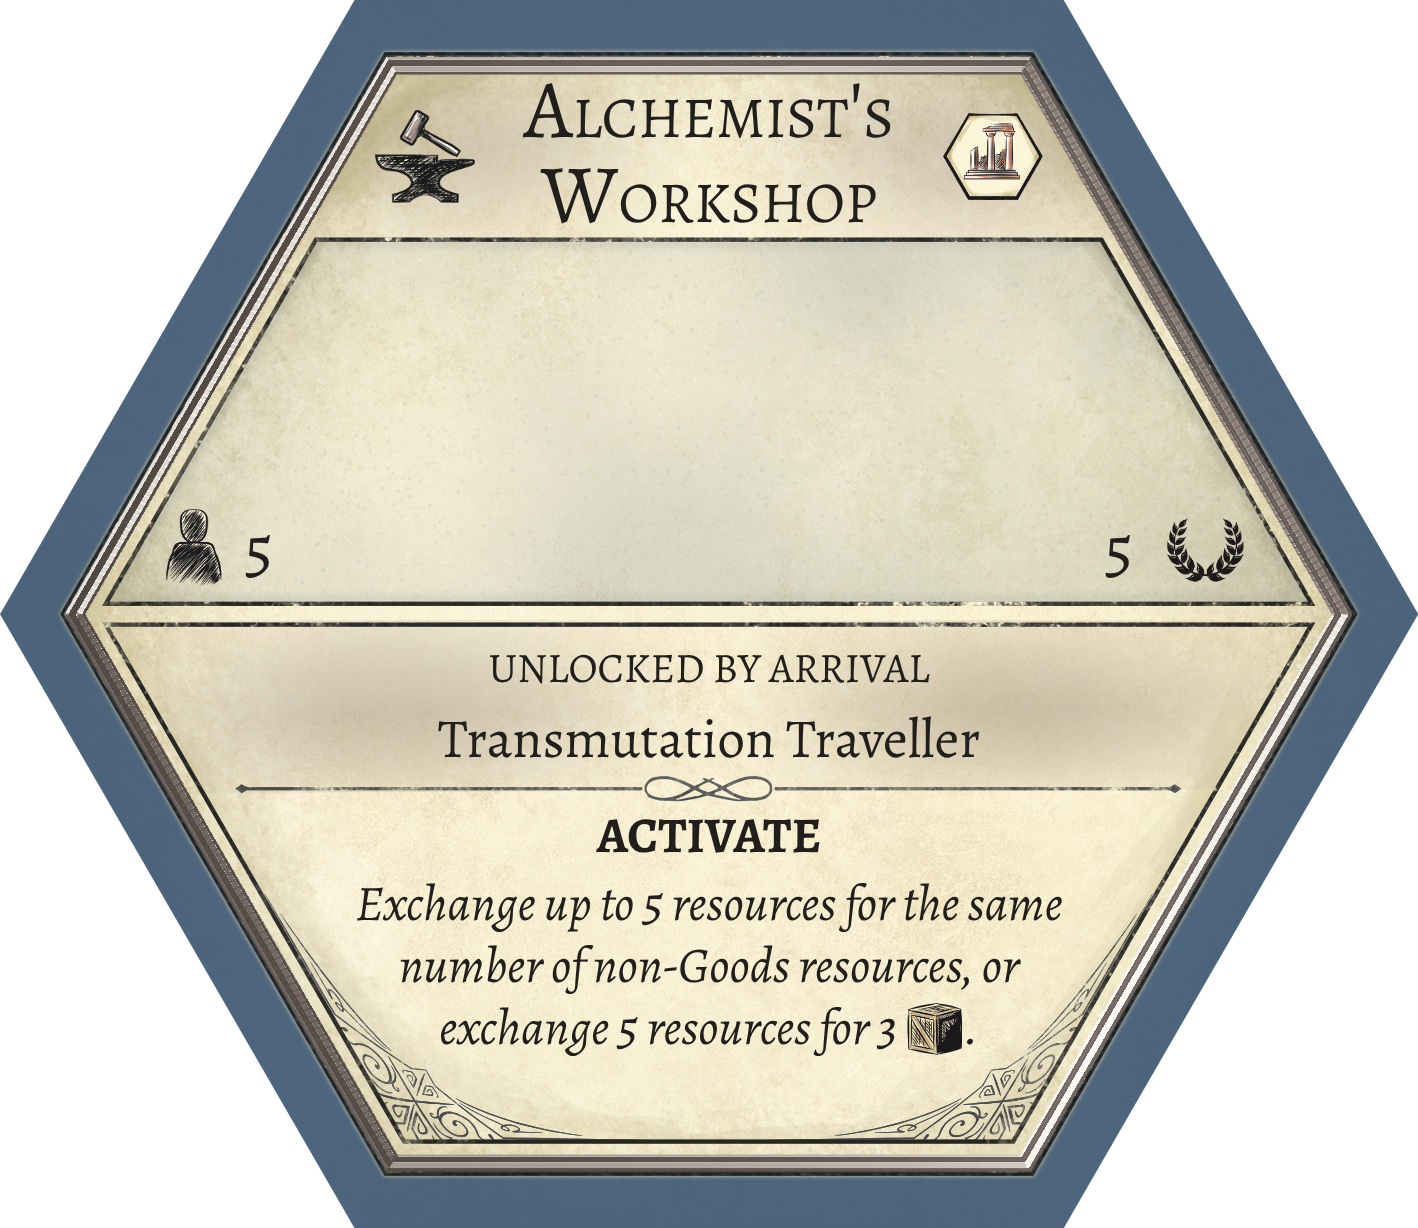 Alchemist's
Workshop
5
5
UNLOCKED BY ARRIVAL
Transmutation Traveller
ACTIVATE
Exchange up to 5 resources for the same
number of non-Goods resources, or
exchange 5 resources for 3 .